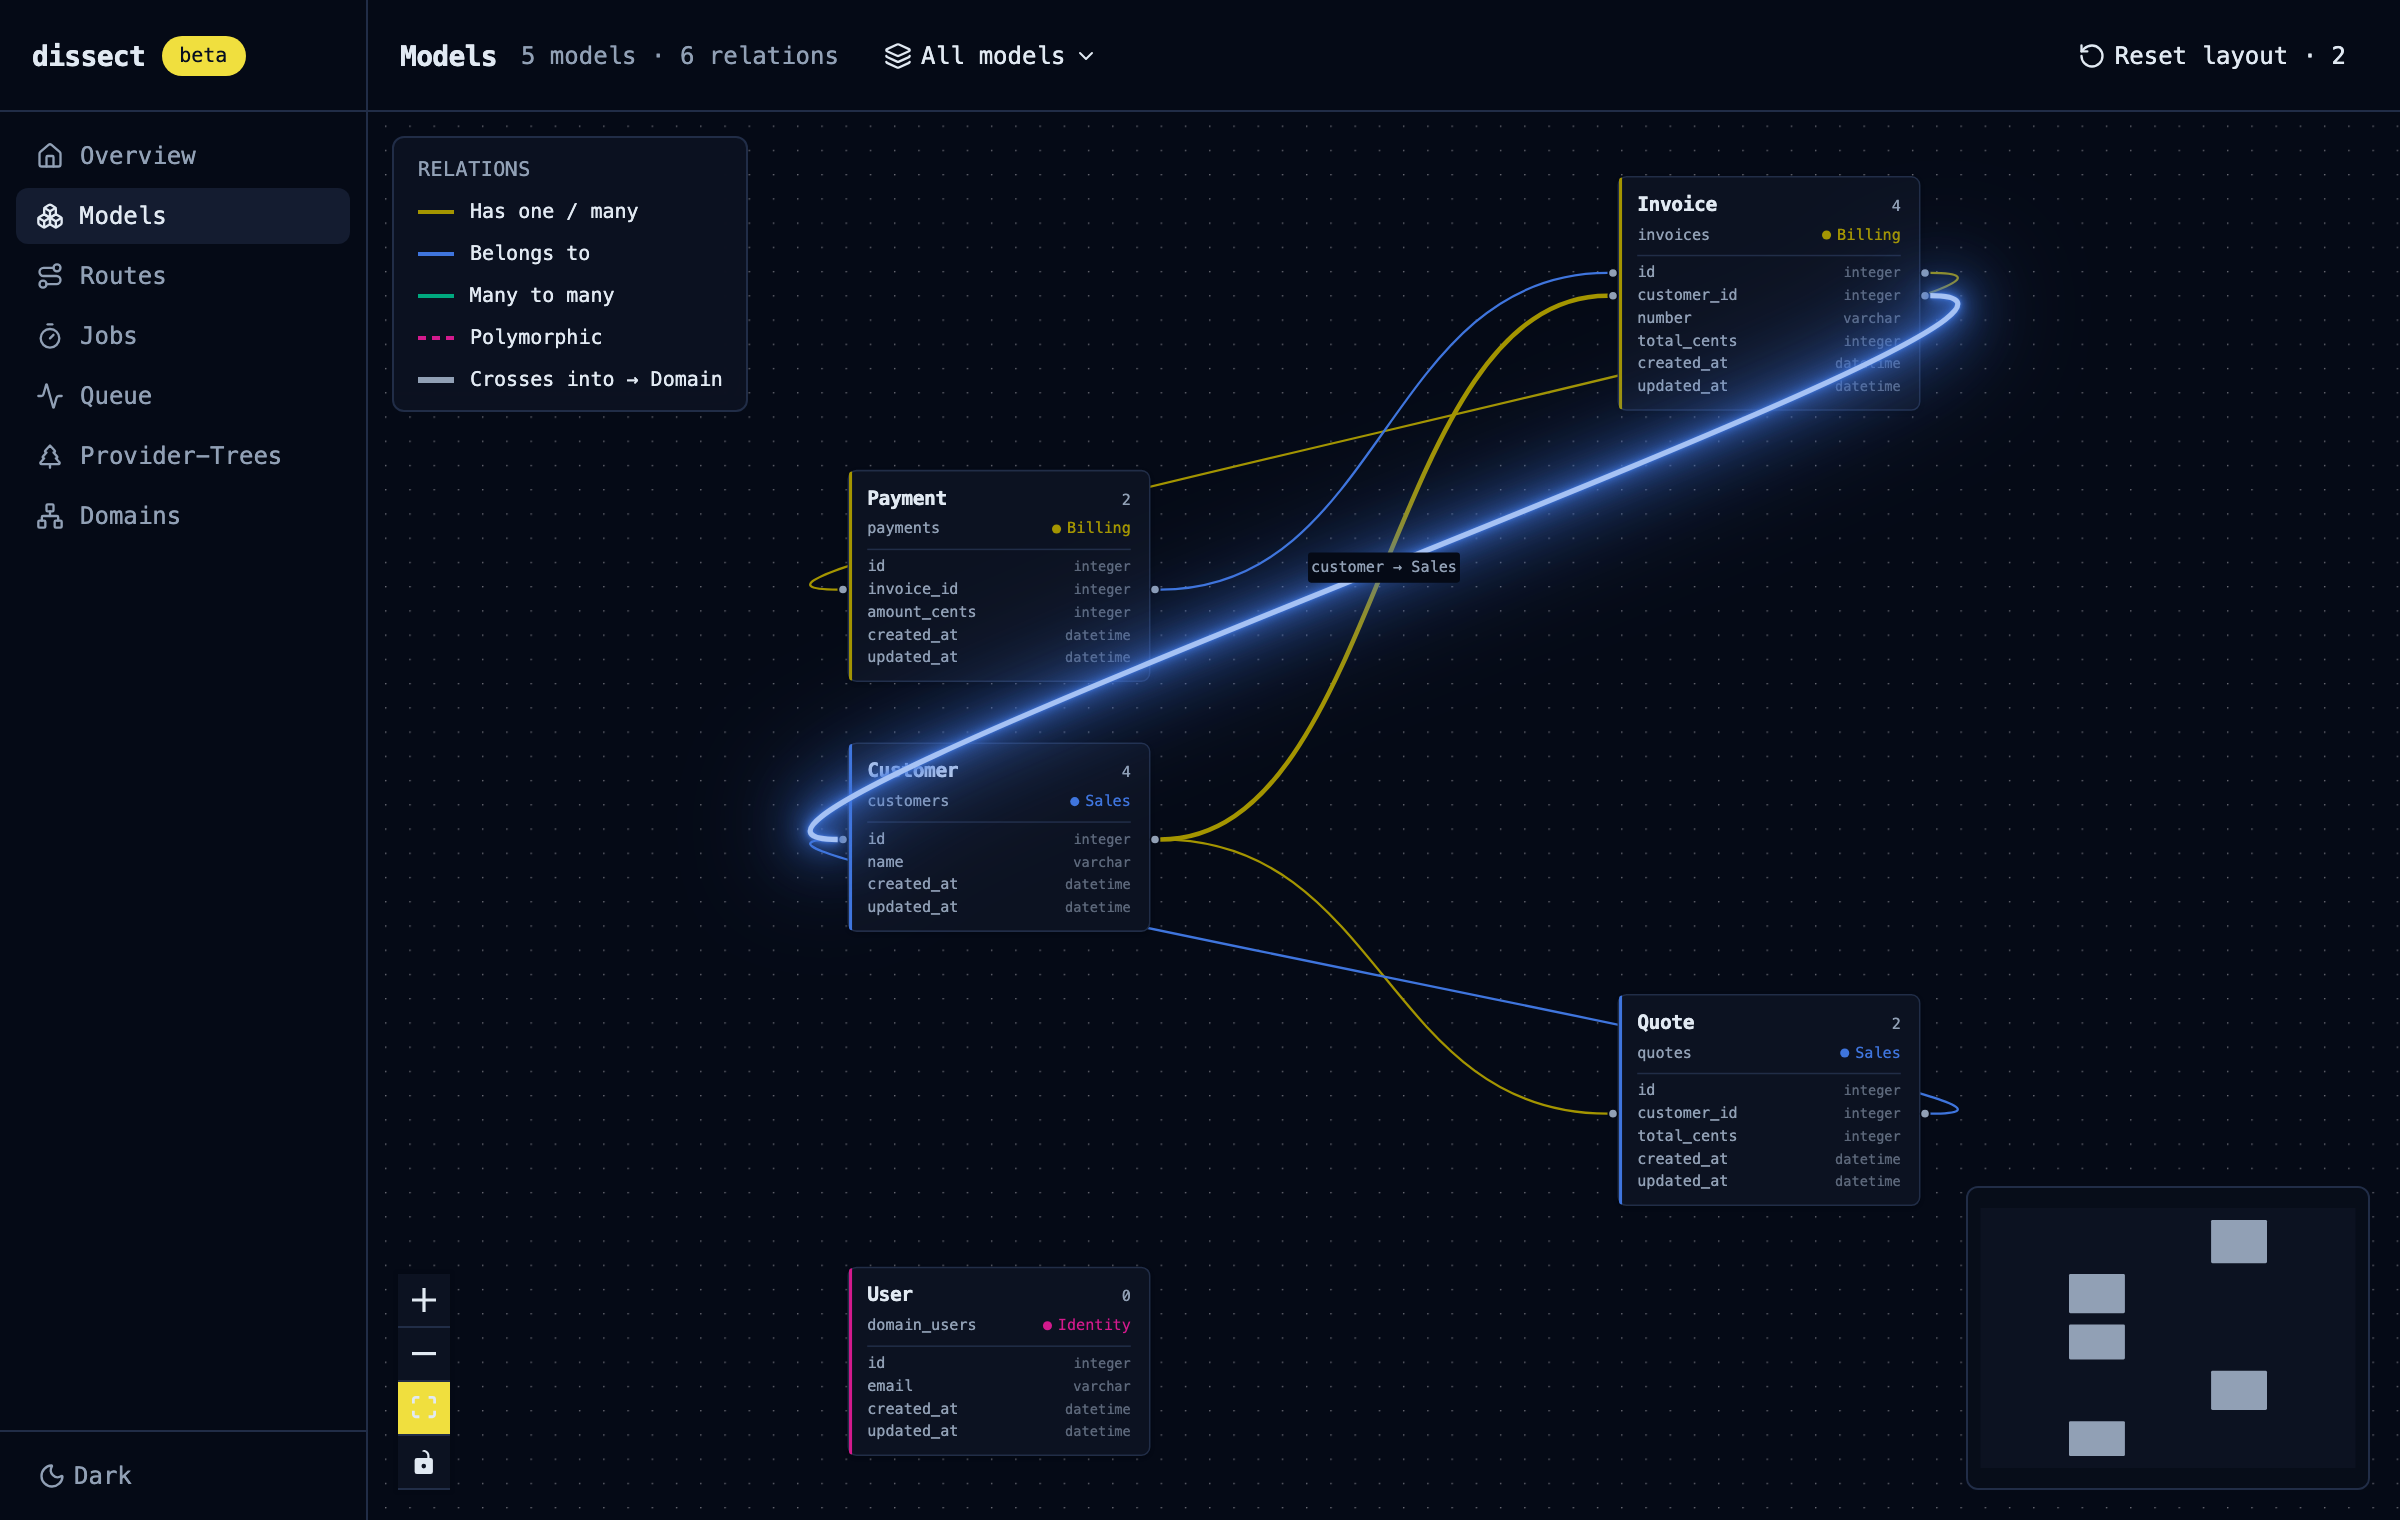 dissect beta
Models 5 models · 6 relations All models Reset layout · 2
Overview
Models
Routes
Jobs
Queue
Provider-Trees
Domains
Dark
RELATIONS
Has one / many
Belongs to
Many to many
Polymorphic
Crosses into → Domain
Invoice 4
invoices Billing
id integer
customer_id integer
number varchar
total_cents integer
created_at datetime
updated_at datetime
Payment 2
payments Billing
id integer
invoice_id integer
amount_cents integer
created_at datetime
updated_at datetime
customer → Sales
Customer 4
customers Sales
id integer
name varchar
created_at datetime
updated_at datetime
Quote 2
quotes Sales
id integer
customer_id integer
total_cents integer
created_at datetime
updated_at datetime
User 0
domain_users Identity
id integer
email varchar
created_at datetime
updated_at datetime